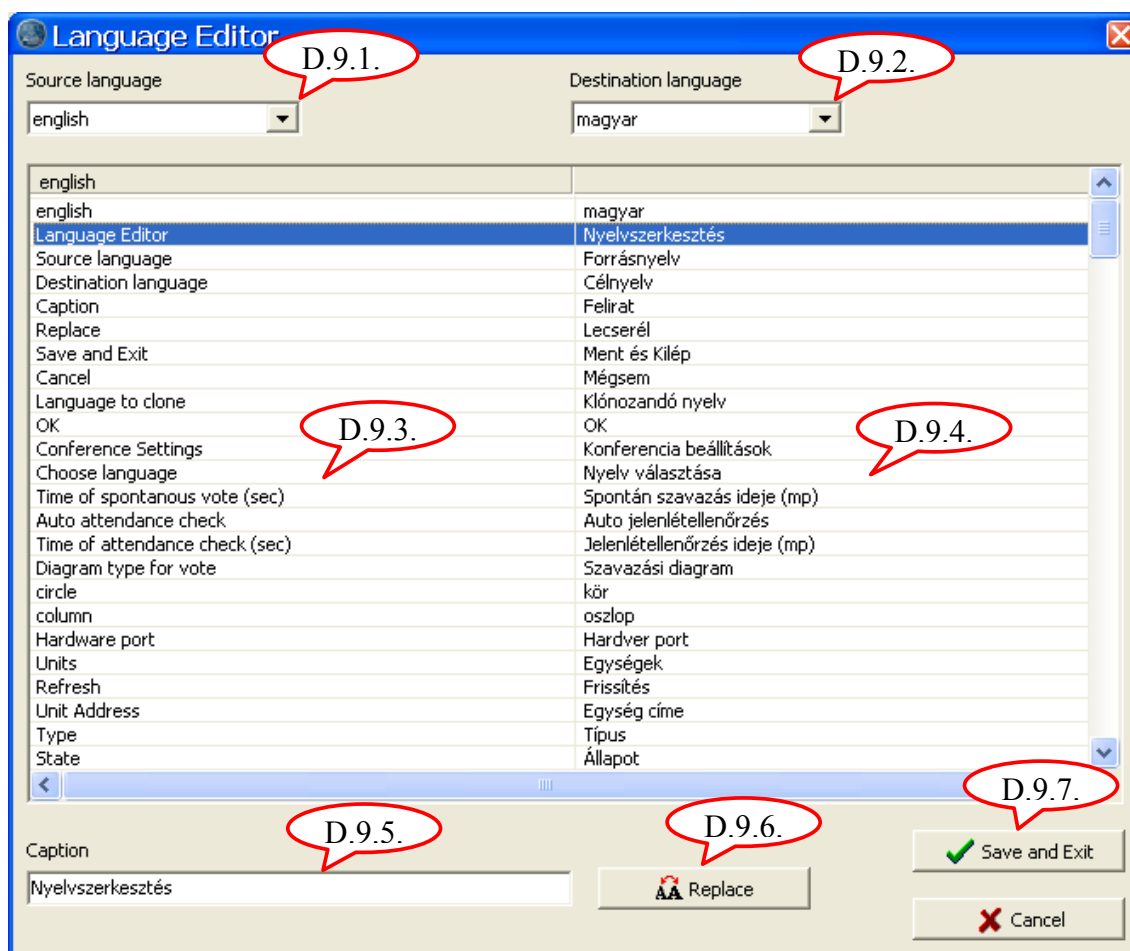 Language Editor
D.9.1.
D.9.2.
Source language
Destination language
english
magyar
english
english magyar
Language Editor Nyelvszerkesztés
Source language Forrásnyelv
Destination language Célnyelv
Caption Felirat
Replace Lecserél
Save and Exit Ment és Kilép
Cancel Mégsem
Language to clone Klónozandó nyelv
OK OK
D.9.3.
D.9.4.
Conference Settings Konferencia beállítások
Choose language Nyelv választása
Time of spontanous vote (sec) Spontán szavazás ideje (mp)
Auto attendance check Auto jelenlétellenőrzés
Time of attendance check (sec) Jelenlétellenőrzés ideje (mp)
Diagram type for vote Szavazási diagram
circle kör
column oszlop
Hardware port Hardver port
Units Egységek
Refresh Frissítés
Unit Address Egység címe
Type Típus
State Állapot
D.9.7.
D.9.5.
D.9.6.
Caption
Save and Exit
Nyelvszerkesztés
Replace
Cancel